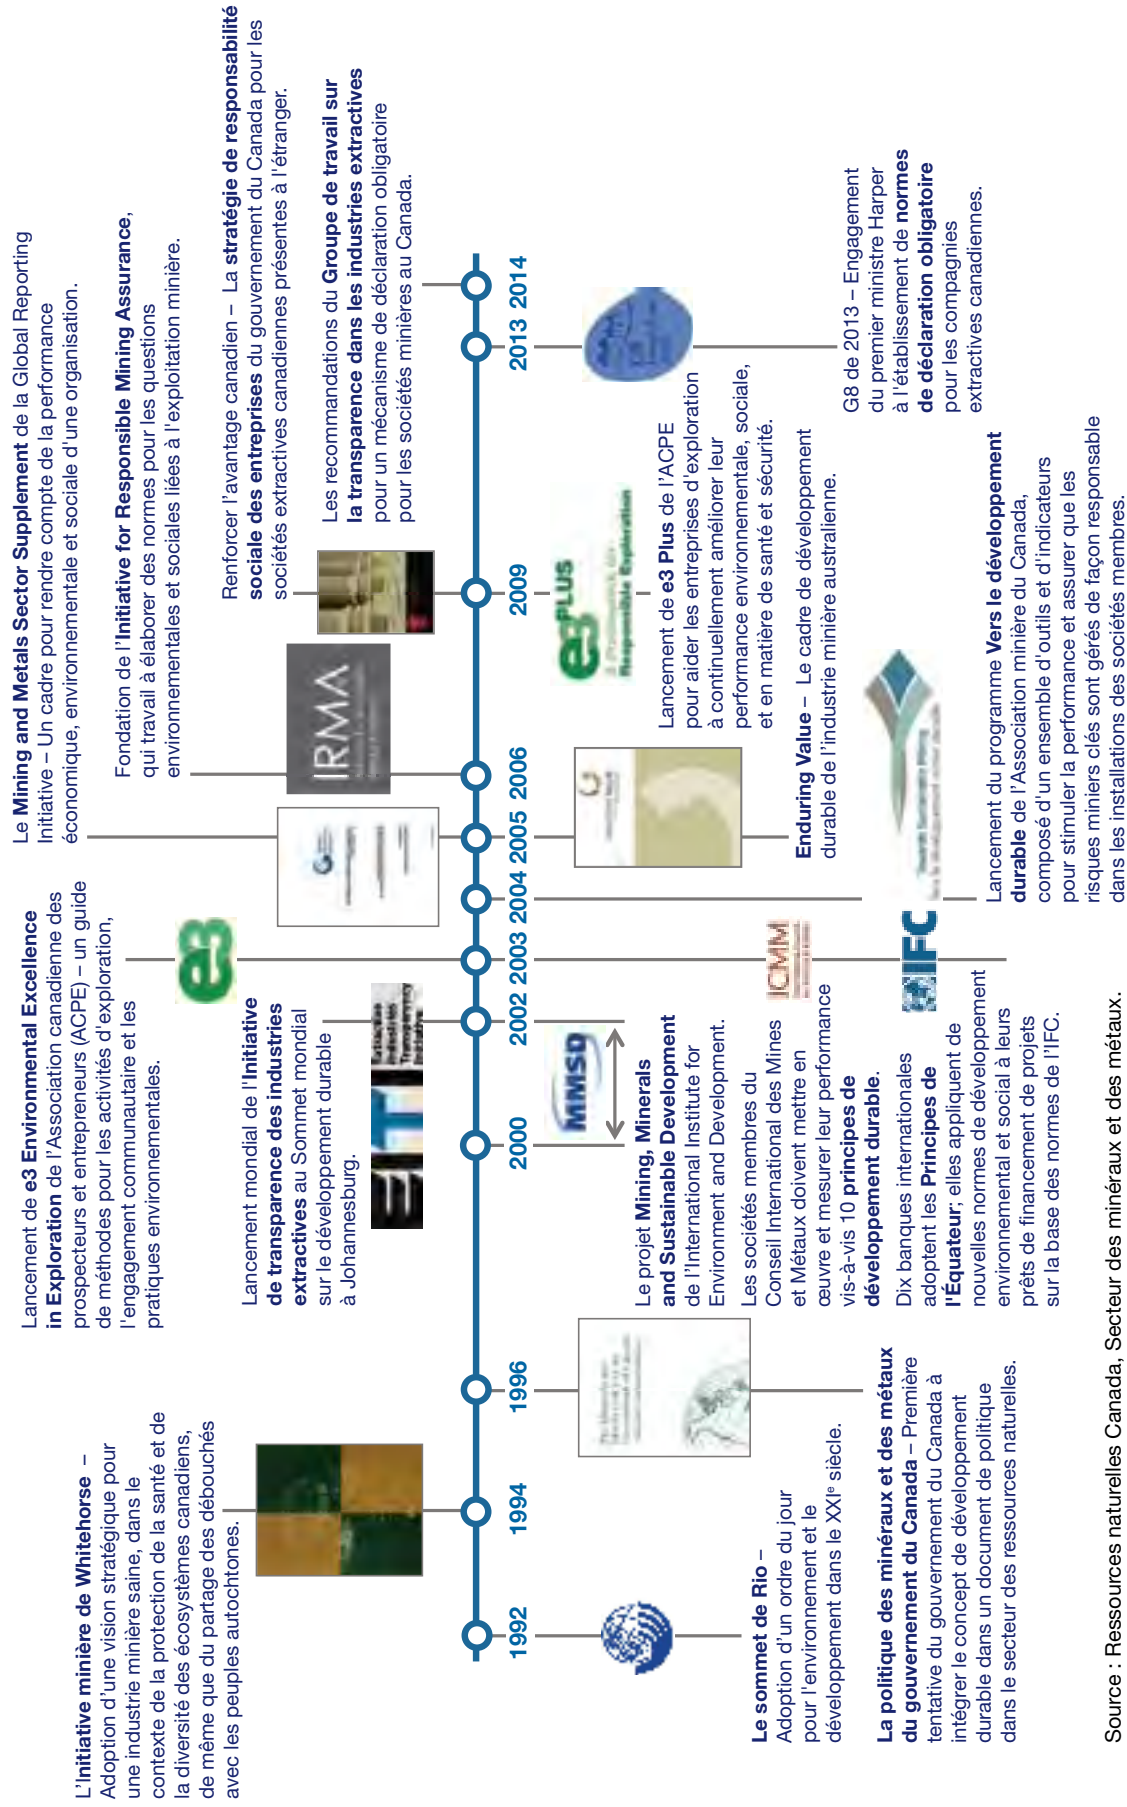 L'Initiative minière de Whitehorse –
Adoption d'une vision stratégique pour
une industrie minière saine, dans le
contexte de la protection de la santé et de
la diversité des écosystèmes canadiens,
de même que du partage des débouchés
avec les peuples autochtones.
Lancement de e3 Environmental Excellence
in Exploration de l'Association canadienne des
prospecteurs et entrepreneurs (ACPE) – un guide
de méthodes pour les activités d'exploration,
l'engagement communautaire et les
pratiques environnementales.
e3
Lancement mondial de l'Initiative
de transparence des industries
extractives au Sommet mondial
sur le développement durable
à Johannesburg.
EITI
Extractive
Industries
Transparency
Initiative
Le Mining and Metals Sector Supplement de la Global Reporting
Initiative – Un cadre pour rendre compte de la performance
économique, environnementale et sociale d'une organisation.
Fondation de l'Initiative for Responsible Mining Assurance,
qui travail à élaborer des normes pour les questions
environnementales et sociales liées à l'exploitation minière.
IRMA
Renforcer l'avantage canadien – La stratégie de responsabilité
sociale des entreprises du gouvernement du Canada pour les
sociétés extractives canadiennes présentes à l'étranger.
Les recommandations du Groupe de travail sur
la transparence dans les industries extractives
pour un mécanisme de déclaration obligatoire
pour les sociétés minières au Canada.
1992
1994
1996
2000
2002
2003
2004
2005
2006
2009
2013
2014
Le sommet de Rio –
Adoption d'un ordre du jour
pour l'environnement et le
développement dans le XXIe siècle.
La politique des minéraux et des métaux
du gouvernement du Canada – Première
tentative du gouvernement du Canada à
intégrer le concept de développement
durable dans un document de politique
dans le secteur des ressources naturelles.
MMSD
Le projet Mining, Minerals
and Sustainable Development
de l'International Institute for
Environment and Development.
ICMM
Les sociétés membres du
Conseil International des Mines
et Métaux doivent mettre en
œuvre et mesurer leur performance
vis-à-vis 10 principes de
développement durable.
IFC
Dix banques internationales
adoptent les Principes de
l'Équateur; elles appliquent de
nouvelles normes de développement
environmental et social à leurs
prêts de financement de projets
sur la base des normes de l'IFC.
Towards Sustainable Mining
Vers le développement minier durable
Lancement du programme Vers le développement
durable de l'Association minière du Canada,
composé d'un ensemble d'outils et d'indicateurs
pour stimuler la performance et assurer que les
risques miniers clés sont gérés de façon responsable
dans les installations des sociétés membres.
Enduring Value – Le cadre de développement
durable de l'industrie minière australienne.
e3 PLUS
A Framework for
Responsible Exploration
Lancement de e3 Plus de l'ACPE
pour aider les entreprises d'exploration
à continuellement améliorer leur
performance environnementale, sociale,
et en matière de santé et sécurité.
G8 de 2013 – Engagement
du premier ministre Harper
à l'établissement de normes
de déclaration obligatoire
pour les compagnies
extractives canadiennes.
Source : Ressources naturelles Canada, Secteur des minéraux et des métaux.